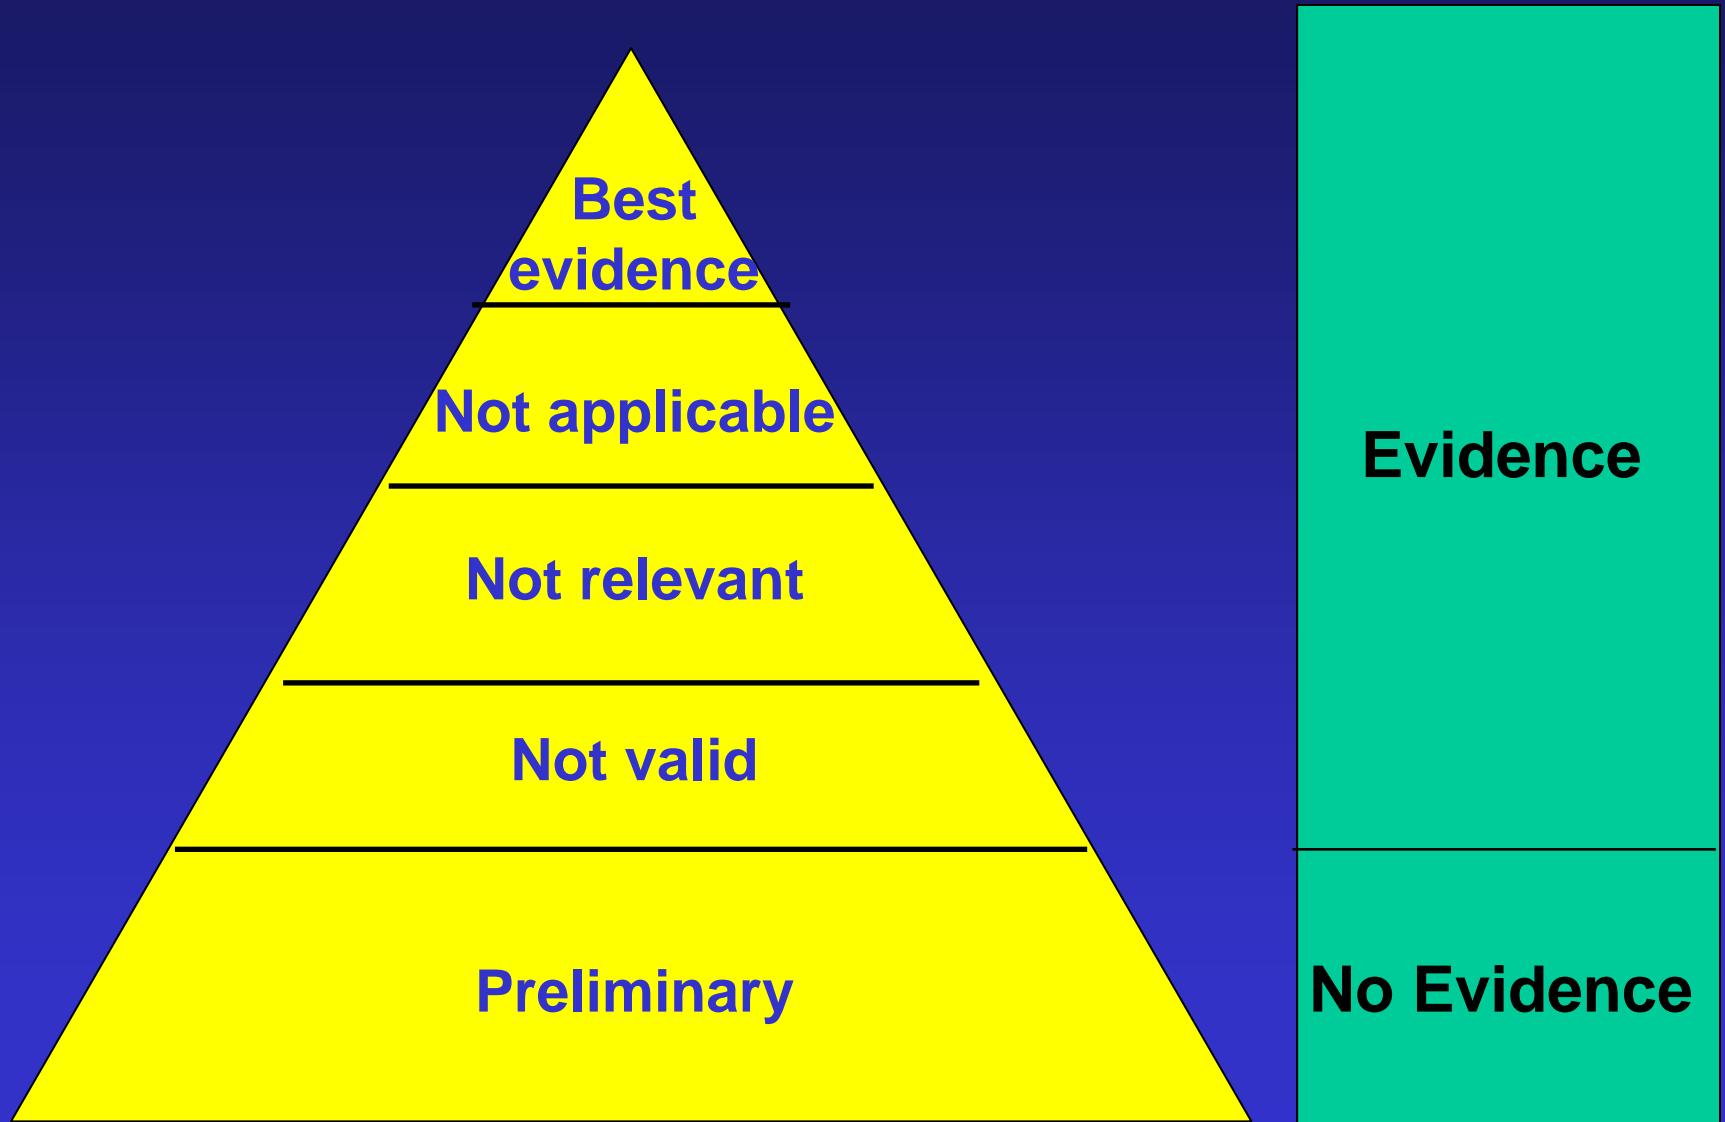 Best
evidence
Not applicable
Not relevant
Not valid
Preliminary
Evidence
No Evidence